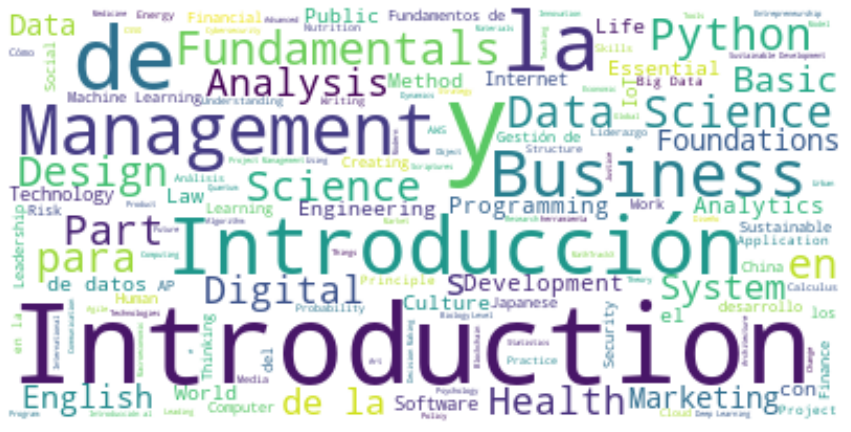 Data
Medicine Energy
Financial
Advanced
Public
Fundamentos de
Materials
Innovation
Tools
Entrepreneurship
Cómo
Social
de
Fundamentals
Cybersecurity
Nutrition
la
Life
Skills
Python
Model
Sustainable Development
Analysis
Method
Internet
Essential
IoT
Big Data
Basic
Machine Learning
Understanding
Writing
Dynamics
Strategy
Teaching
Economic
Global
Management
y
Data Science
AWS
Object
Gestión de
Liderazgo
Foundations
Modern
Project Management
Using
Creating
Scriptures
Structure
Justice
Design
Análisis
Quantum
Science
Business
Urban
Technology
Product
Law
Learning
Engineering
Programming
Work
Analytics
Risk
Leadership
Future
Algorithm
Market
Research
herramienta
Diseño
Sustainable
Part
Introducción
Application
para
Computing
Things
Theory
China
en
de datos
AP
Digital
Principle
s
Development
System
Calculus
Human
Probability
Culture
Japanese
el
desarrollo
los
en la
International
Communication
Agile
Technologies
Macroeconomic
Thinking
del
Biology
Level
Blockchain
Statistics
Security
Architecture
Change
Introduction
Media
Art
Decision Making
Practice
Psychology
Finance
English
World
Computer
de la
Software
Health
Marketing
con
Program
Introducción al
Leading
Policy
Cloud
Deep Learning
Project